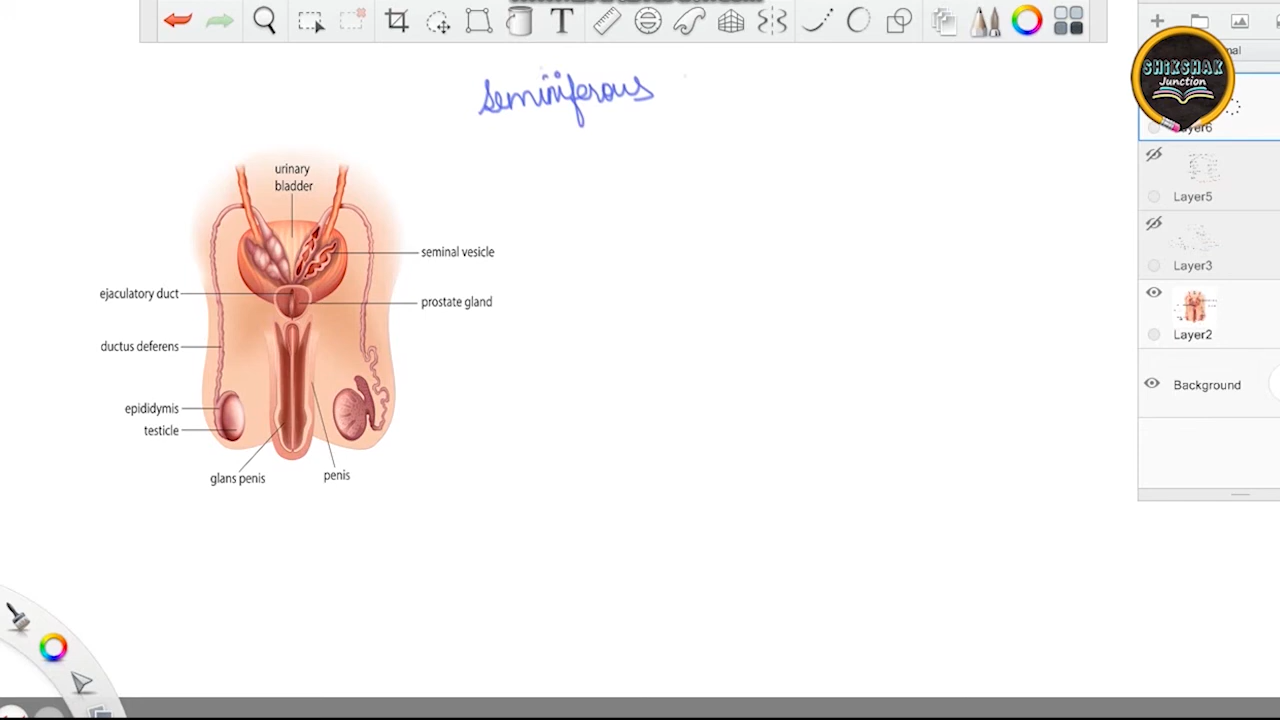 SHIKSHAK
Junction
seminiferous
urinary
bladder
seminal vesicle
ejaculatory duct
prostate gland
ductus deferens
epididymis
testicle
glans penis
penis
Layer5
Layer3
Layer2
Background